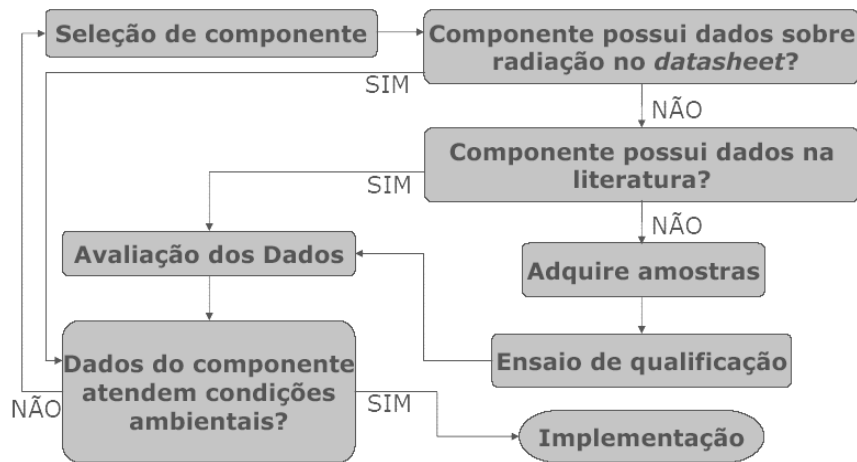 Seleção de componente
Componente possui dados sobre
radiação no datasheet?
SIM
NÃO
Componente possui dados na
literatura?
SIM
NÃO
Avaliação dos Dados
Adquire amostras
Ensaio de qualificação
Dados do componente
atendem condições
ambientais?
NÃO
SIM
Implementação